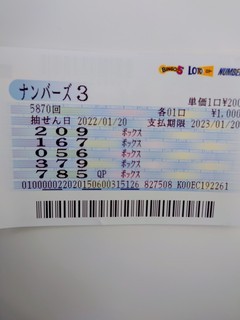 LOTO NUMBERS
ナンバーズ3 単価1口¥200
5870回 各01口 ¥1,000
抽せん日 2022/01/20 支払期限 2023/01/20
209 ボックス
167 ボックス
056 ボックス
379 ボックス
785 QP ボックス
010000022202015060031​5126 827508 K00EC192261